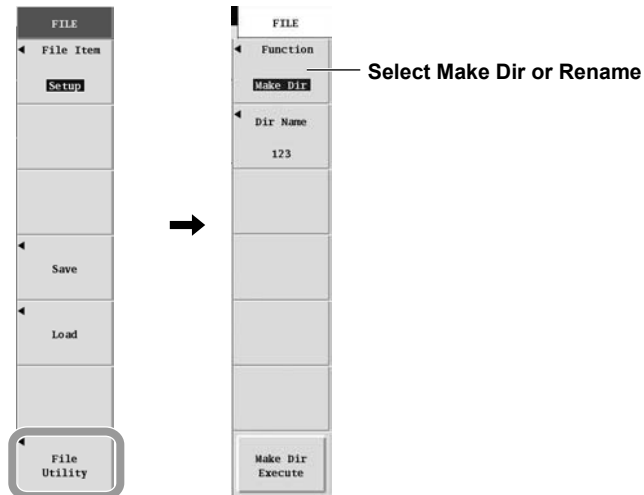 FILE
File Item
Setup
Save
Load
File
Utility
FILE
Function
Make Dir
Dir Name
123
Make Dir
Execute
Select Make Dir or Rename